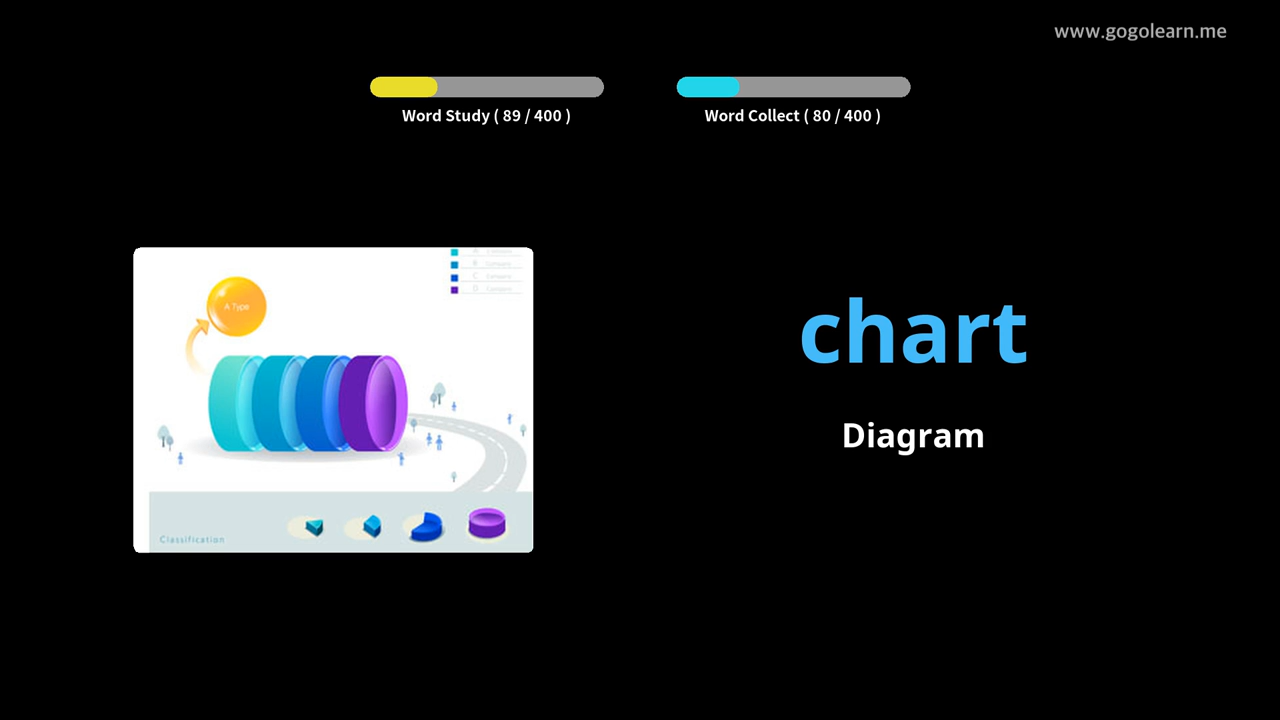 www.gogolearn.me
Word Study ( 89 / 400 )
Word Collect ( 80 / 400 )
B
C
D
A Type
chart
Diagram
Classification